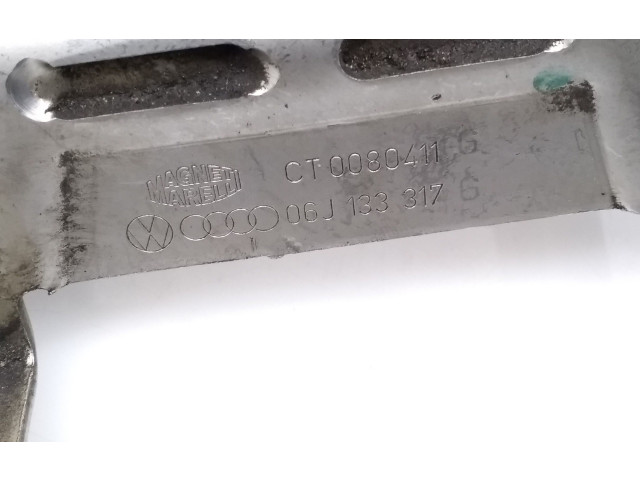 MAGNETI
MARELLI
CT 0080411 G
06J 133 317 G